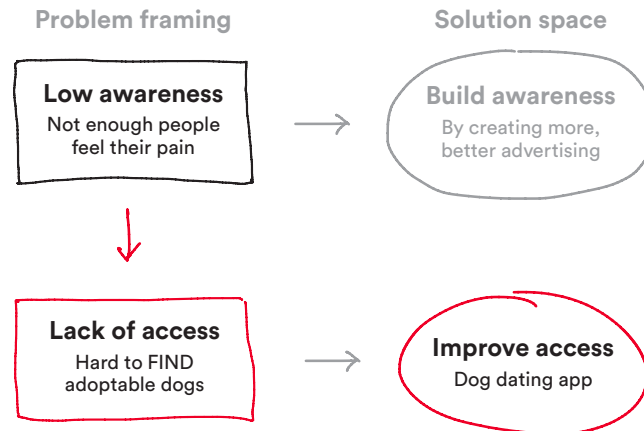 Problem framing
Solution space
Low awareness
Not enough people
feel their pain
Build awareness
By creating more,
better advertising
Lack of access
Hard to FIND
adoptable dogs
Improve access
Dog dating app